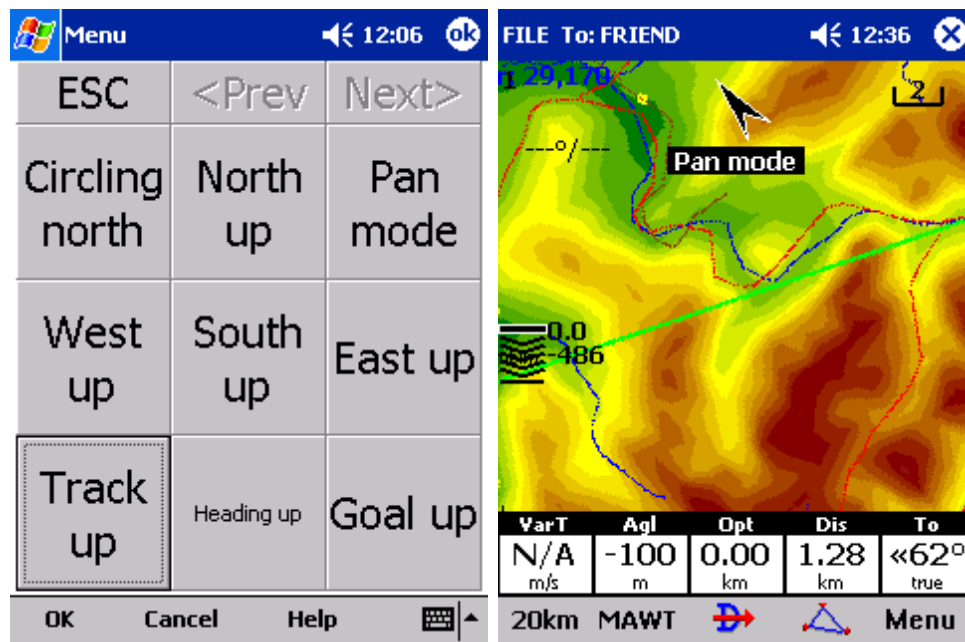 Menu 12:06 ok
ESC <Prev Next>
Circling north
North up
Pan mode
West up
South up
East up
Track up
Heading up
Goal up
OK Cancel Help
FILE To: FRIEND 12:36
29,170
2
---º/---
Pan mode
0.0
-486
VarT Agl Opt Dis To
N/A -100 0.00 1.28 «62º
m/s m km km true
20km MAWT D Menu